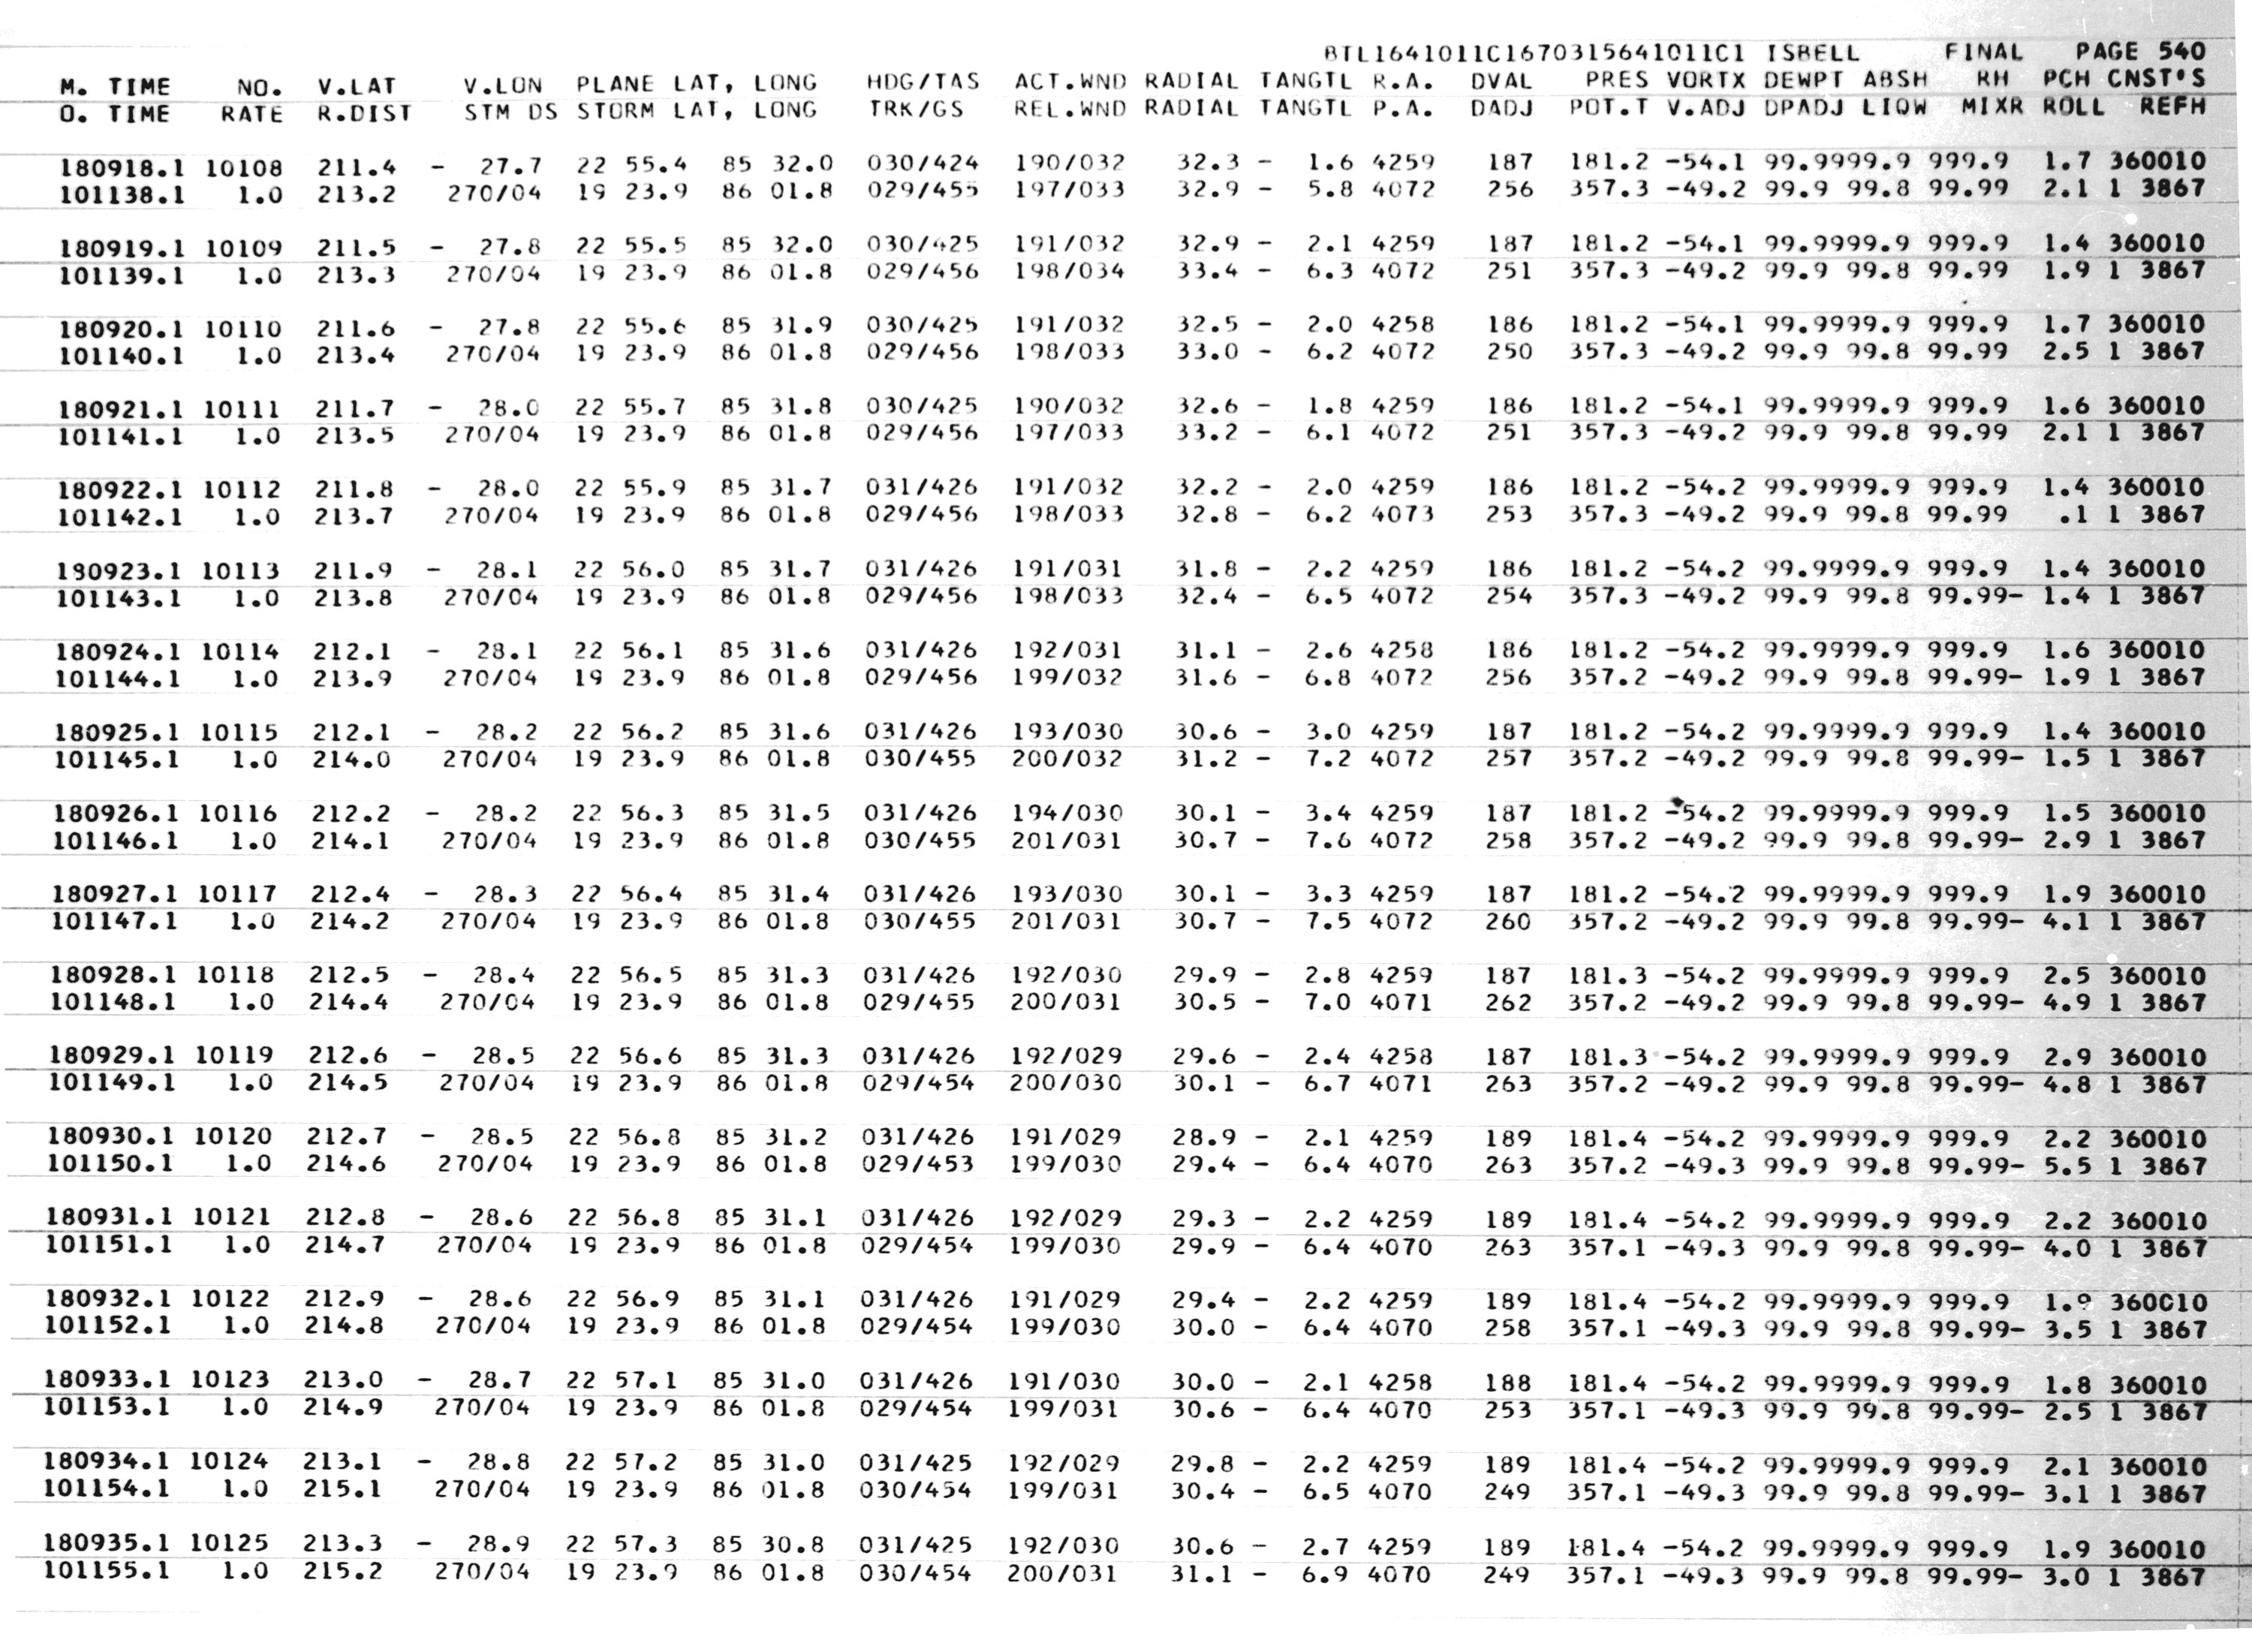 BTL1641011C1670315641011C1 ISBELL FINAL PAGE 540
M. TIME NO. V.LAT V.LON PLANE LAT, LONG HDG/TAS ACT.WND RADIAL TANGTL R.A. DVAL PRES VORTX DEWPT ABSH RH PCH CNST'S
O. TIME RATE R.DIST STM DS STORM LAT, LONG TRK/GS REL.WND RADIAL TANGTL P.A. DADJ POT.T V.ADJ DPADJ LIQW MIXR ROLL REFH
180918.1 10108 211.4 - 27.7 22 55.4 85 32.0 030/424 190/032 32.3 - 1.6 4259 187 181.2 -54.1 99.9999.9 999.9 1.7 360010
101138.1 1.0 213.2 270/04 19 23.9 86 01.8 029/455 197/033 32.9 - 5.8 4072 256 357.3 -49.2 99.9 99.8 99.99 2.1 1 3867
180919.1 10109 211.5 - 27.8 22 55.5 85 32.0 030/425 191/032 32.9 - 2.1 4259 187 181.2 -54.1 99.9999.9 999.9 1.4 360010
101139.1 1.0 213.3 270/04 19 23.9 86 01.8 029/456 198/034 33.4 - 6.3 4072 251 357.3 -49.2 99.9 99.8 99.99 1.9 1 3867
180920.1 10110 211.6 - 27.8 22 55.6 85 31.9 030/425 191/032 32.5 - 2.0 4258 186 181.2 -54.1 99.9999.9 999.9 1.7 360010
101140.1 1.0 213.4 270/04 19 23.9 86 01.8 029/456 198/033 33.0 - 6.2 4072 250 357.3 -49.2 99.9 99.8 99.99 2.5 1 3867
180921.1 10111 211.7 - 28.0 22 55.7 85 31.8 030/425 190/032 32.6 - 1.8 4259 186 181.2 -54.1 99.9999.9 999.9 1.6 360010
101141.1 1.0 213.5 270/04 19 23.9 86 01.8 029/456 197/033 33.2 - 6.1 4072 251 357.3 -49.2 99.9 99.8 99.99 2.1 1 3867
180922.1 10112 211.8 - 28.0 22 55.9 85 31.7 031/426 191/032 32.2 - 2.0 4259 186 181.2 -54.2 99.9999.9 999.9 1.4 360010
101142.1 1.0 213.7 270/04 19 23.9 86 01.8 029/456 198/033 32.8 - 6.2 4073 253 357.3 -49.2 99.9 99.8 99.99 .1 1 3867
180923.1 10113 211.9 - 28.1 22 56.0 85 31.7 031/426 191/031 31.8 - 2.2 4259 186 181.2 -54.2 99.9999.9 999.9 1.4 360010
101143.1 1.0 213.8 270/04 19 23.9 86 01.8 029/456 198/033 32.4 - 6.5 4072 254 357.3 -49.2 99.9 99.8 99.99- 1.4 1 3867
180924.1 10114 212.1 - 28.1 22 56.1 85 31.6 031/426 192/031 31.1 - 2.6 4258 186 181.2 -54.2 99.9999.9 999.9 1.6 360010
101144.1 1.0 213.9 270/04 19 23.9 86 01.8 029/456 199/032 31.6 - 6.8 4072 256 357.2 -49.2 99.9 99.8 99.99- 1.9 1 3867
180925.1 10115 212.1 - 28.2 22 56.2 85 31.6 031/426 193/030 30.6 - 3.0 4259 187 181.2 -54.2 99.9999.9 999.9 1.4 360010
101145.1 1.0 214.0 270/04 19 23.9 86 01.8 030/455 200/032 31.2 - 7.2 4072 257 357.2 -49.2 99.9 99.8 99.99- 1.5 1 3867
180926.1 10116 212.2 - 28.2 22 56.3 85 31.5 031/426 194/030 30.1 - 3.4 4259 187 181.2 -54.2 99.9999.9 999.9 1.5 360010
101146.1 1.0 214.1 270/04 19 23.9 86 01.8 030/455 201/031 30.7 - 7.6 4072 258 357.2 -49.2 99.9 99.8 99.99- 2.9 1 3867
180927.1 10117 212.4 - 28.3 22 56.4 85 31.4 031/426 193/030 30.1 - 3.3 4259 187 181.2 -54.2 99.9999.9 999.9 1.9 360010
101147.1 1.0 214.2 270/04 19 23.9 86 01.8 030/455 201/031 30.7 - 7.5 4072 260 357.2 -49.2 99.9 99.8 99.99- 4.1 1 3867
180928.1 10118 212.5 - 28.4 22 56.5 85 31.3 031/426 192/030 29.9 - 2.8 4259 187 181.3 -54.2 99.9999.9 999.9 2.5 360010
101148.1 1.0 214.4 270/04 19 23.9 86 01.8 029/455 200/031 30.5 - 7.0 4071 262 357.2 -49.2 99.9 99.8 99.99- 4.9 1 3867
180929.1 10119 212.6 - 28.5 22 56.6 85 31.3 031/426 192/029 29.6 - 2.4 4258 187 181.3 -54.2 99.9999.9 999.9 2.9 360010
101149.1 1.0 214.5 270/04 19 23.9 86 01.8 029/454 200/030 30.1 - 6.7 4071 263 357.2 -49.2 99.9 99.8 99.99- 4.8 1 3867
180930.1 10120 212.7 - 28.5 22 56.8 85 31.2 031/426 191/029 28.9 - 2.1 4259 189 181.4 -54.2 99.9999.9 999.9 2.2 360010
101150.1 1.0 214.6 270/04 19 23.9 86 01.8 029/453 199/030 29.4 - 6.4 4070 263 357.2 -49.3 99.9 99.8 99.99- 5.5 1 3867
180931.1 10121 212.8 - 28.6 22 56.8 85 31.1 031/426 192/029 29.3 - 2.2 4259 189 181.4 -54.2 99.9999.9 999.9 2.2 360010
101151.1 1.0 214.7 270/04 19 23.9 86 01.8 029/454 199/030 29.9 - 6.4 4070 263 357.1 -49.3 99.9 99.8 99.99- 4.0 1 3867
180932.1 10122 212.9 - 28.6 22 56.9 85 31.1 031/426 191/029 29.4 - 2.2 4259 189 181.4 -54.2 99.9999.9 999.9 1.9 360010
101152.1 1.0 214.8 270/04 19 23.9 86 01.8 029/454 199/030 30.0 - 6.4 4070 258 357.1 -49.3 99.9 99.8 99.99- 3.5 1 3867
180933.1 10123 213.0 - 28.7 22 57.1 85 31.0 031/426 191/030 30.0 - 2.1 4258 188 181.4 -54.2 99.9999.9 999.9 1.8 360010
101153.1 1.0 214.9 270/04 19 23.9 86 01.8 029/454 199/031 30.6 - 6.4 4070 253 357.1 -49.3 99.9 99.8 99.99- 2.5 1 3867
180934.1 10124 213.1 - 28.8 22 57.2 85 31.0 031/425 192/029 29.8 - 2.2 4259 189 181.4 -54.2 99.9999.9 999.9 2.1 360010
101154.1 1.0 215.1 270/04 19 23.9 86 01.8 030/454 199/031 30.4 - 6.5 4070 249 357.1 -49.3 99.9 99.8 99.99- 3.1 1 3867
180935.1 10125 213.3 - 28.9 22 57.3 85 30.8 031/425 192/030 30.6 - 2.7 4259 189 181.4 -54.2 99.9999.9 999.9 1.9 360010
101155.1 1.0 215.2 270/04 19 23.9 86 01.8 030/454 200/031 31.1 - 6.9 4070 249 357.1 -49.3 99.9 99.8 99.99- 3.0 1 3867